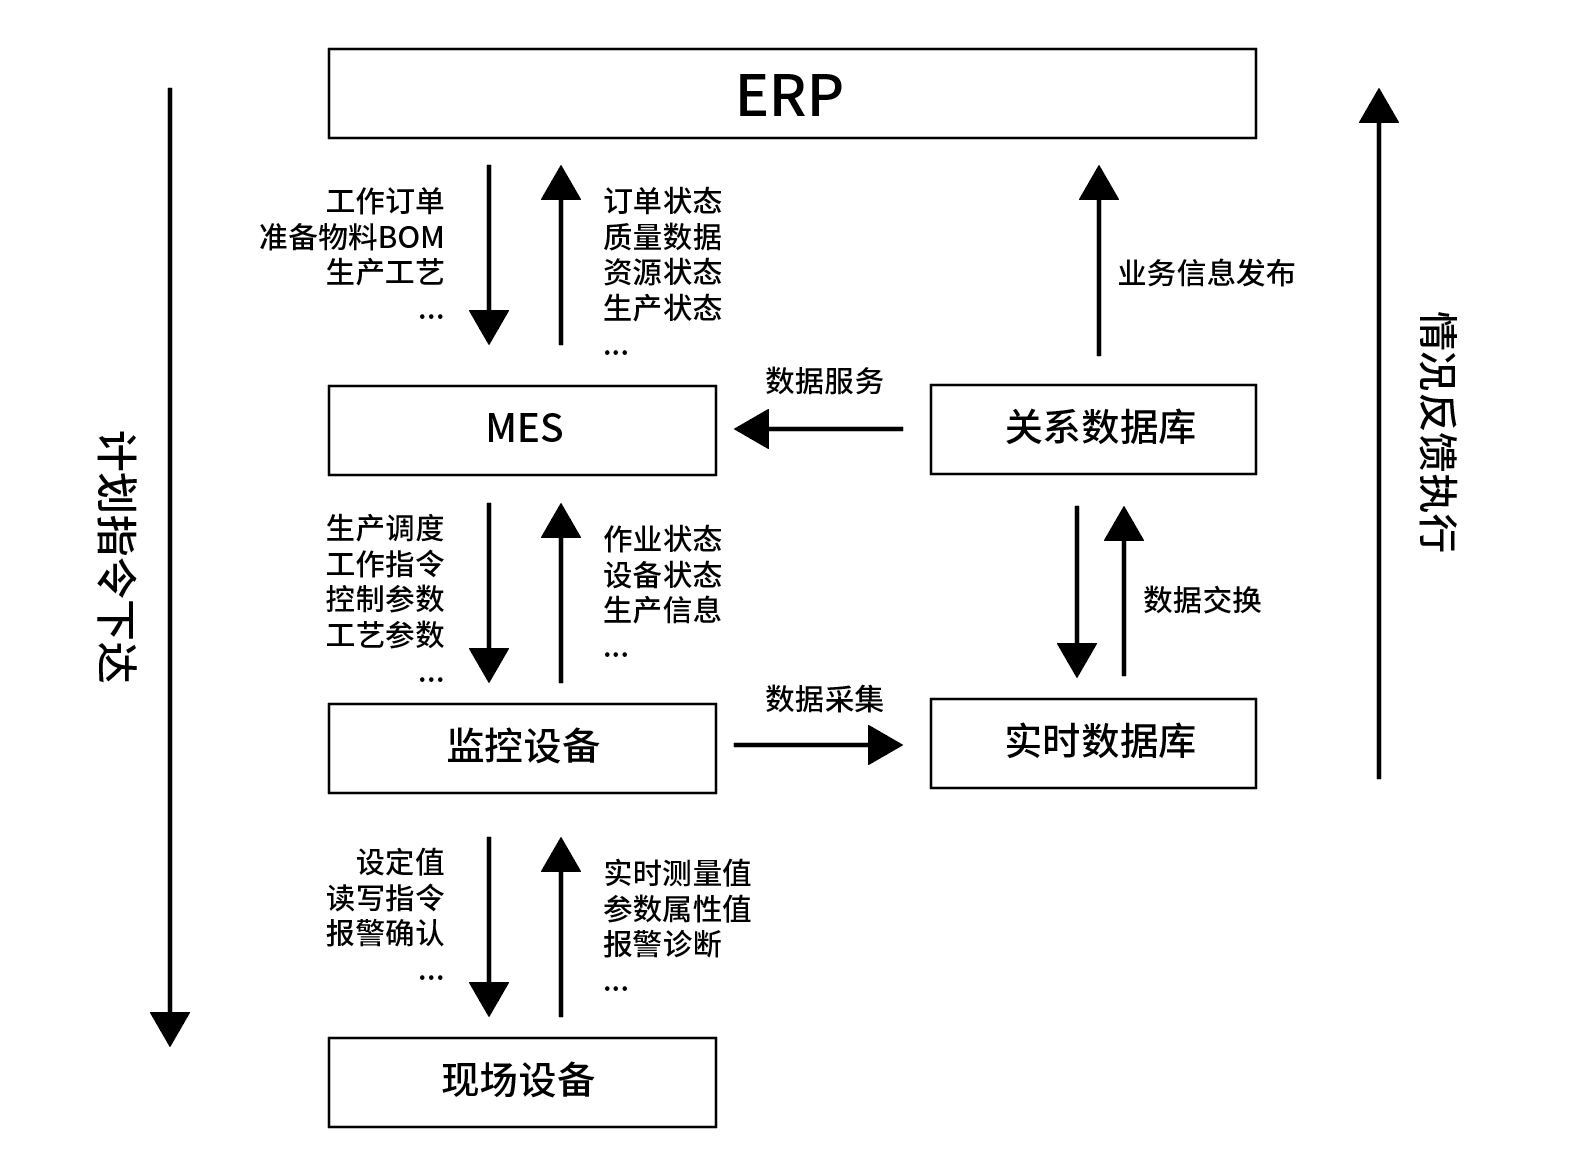 ERP
工作订单
准备物料BOM
生产工艺
...
订单状态
质量数据
资源状态
生产状态
...
业务信息发布
数据服务
MES
关系数据库
计划指令下达
情况反馈执行
生产调度
工作指令
控制参数
工艺参数
...
作业状态
设备状态
生产信息
...
数据交换
数据采集
监控设备
实时数据库
设定值
读写指令
报警确认
...
实时测量值
参数属性值
报警诊断
...
现场设备